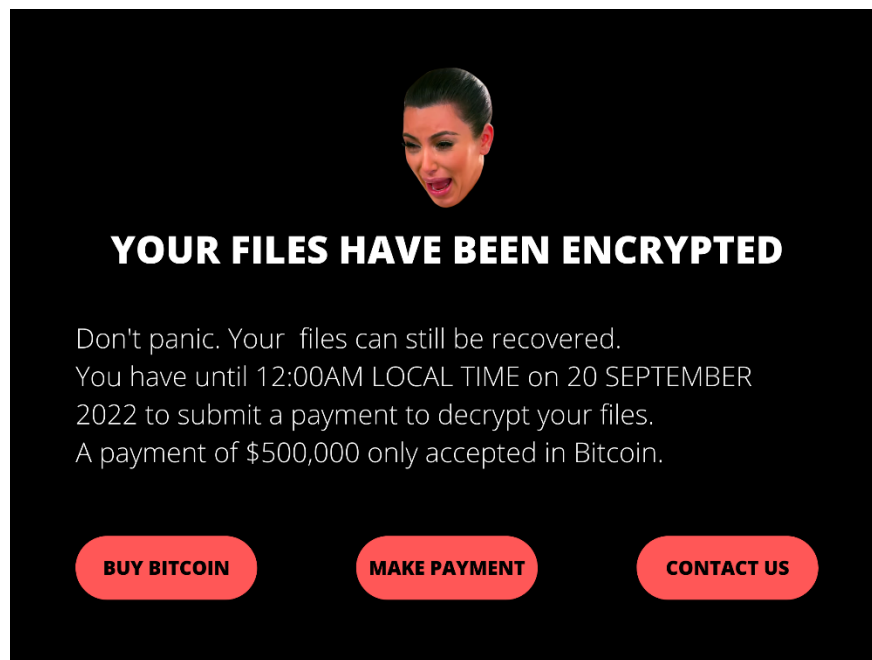 YOUR FILES HAVE BEEN ENCRYPTED
Don't panic. Your  files can still be recovered.
You have until 12:00AM LOCAL TIME on 20 SEPTEMBER
2022 to submit a payment to decrypt your files.
A payment of $500,000 only accepted in Bitcoin.
BUY BITCOIN
MAKE PAYMENT
CONTACT US